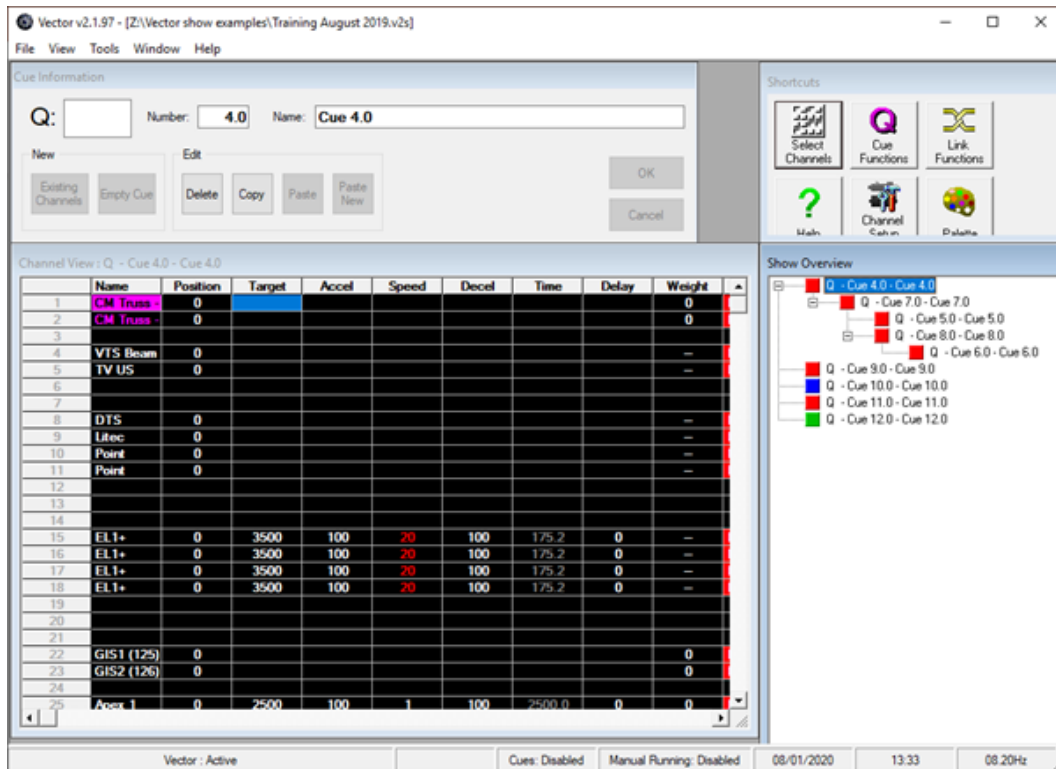 Vector v2.1.97 - [Z:\Vector show examples\Training August 2019.v2s]
File View Tools Window Help
Cue Information
Q: Number: 4.0 Name: Cue 4.0
New Edit
Existing Channels Empty Cue Delete Copy Paste Paste New
OK
Cancel
Shortcuts
Select Channels Cue Functions Link Functions
Help Channel Setup Palette
Channel View : Q - Cue 4.0 - Cue 4.0
Name Position Target Accel Speed Decel Time Delay Weight
1 CM Truss - 0 0
2 CM Truss - 0 0
3
4 VTS Beam 0 –
5 TV US 0 –
6
7
8 DTS 0 –
9 Litec 0 –
10 Point 0 –
11 Point 0 –
12
13
14
15 EL1+ 0 3500 100 20 100 175.2 0 –
16 EL1+ 0 3500 100 20 100 175.2 0 –
17 EL1+ 0 3500 100 20 100 175.2 0 –
18 EL1+ 0 3500 100 20 100 175.2 0 –
19
20
21
22 GIS1 (125) 0 0
23 GIS2 (126) 0 0
24
25 Apex 1 0 2500 100 1 100 2500.0 0 0
Show Overview
Q - Cue 4.0 - Cue 4.0
Q - Cue 7.0 - Cue 7.0
Q - Cue 5.0 - Cue 5.0
Q - Cue 8.0 - Cue 8.0
Q - Cue 6.0 - Cue 6.0
Q - Cue 9.0 - Cue 9.0
Q - Cue 10.0 - Cue 10.0
Q - Cue 11.0 - Cue 11.0
Q - Cue 12.0 - Cue 12.0
Vector : Active Cues: Disabled Manual Running: Disabled 08/01/2020 13:33 08.20Hz